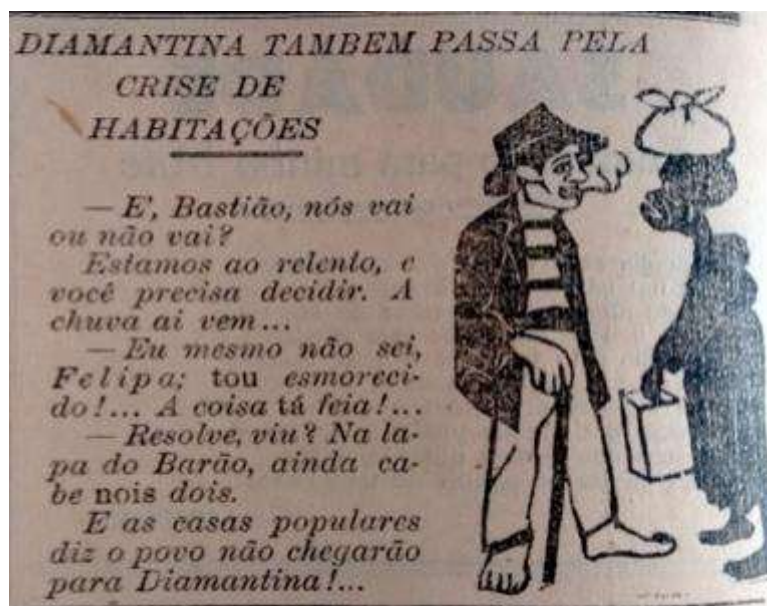 DIAMANTINA TAMBEM PASSA PELA
CRISE DE
HABITAÇÕES
— E', Bastião, nós vai
ou não vai?
Estamos ao relento, e
você precisa decidir. A
chuva ai vem...
— Eu mesmo não sei,
Felipa; tou esmoreci-
do!... A coisa tá feia!...
— Resolve, viu? Na la-
pa do Barão, ainda ca-
be nois dois.
E as casas populares
diz o povo não chegarão
para Diamantina!...